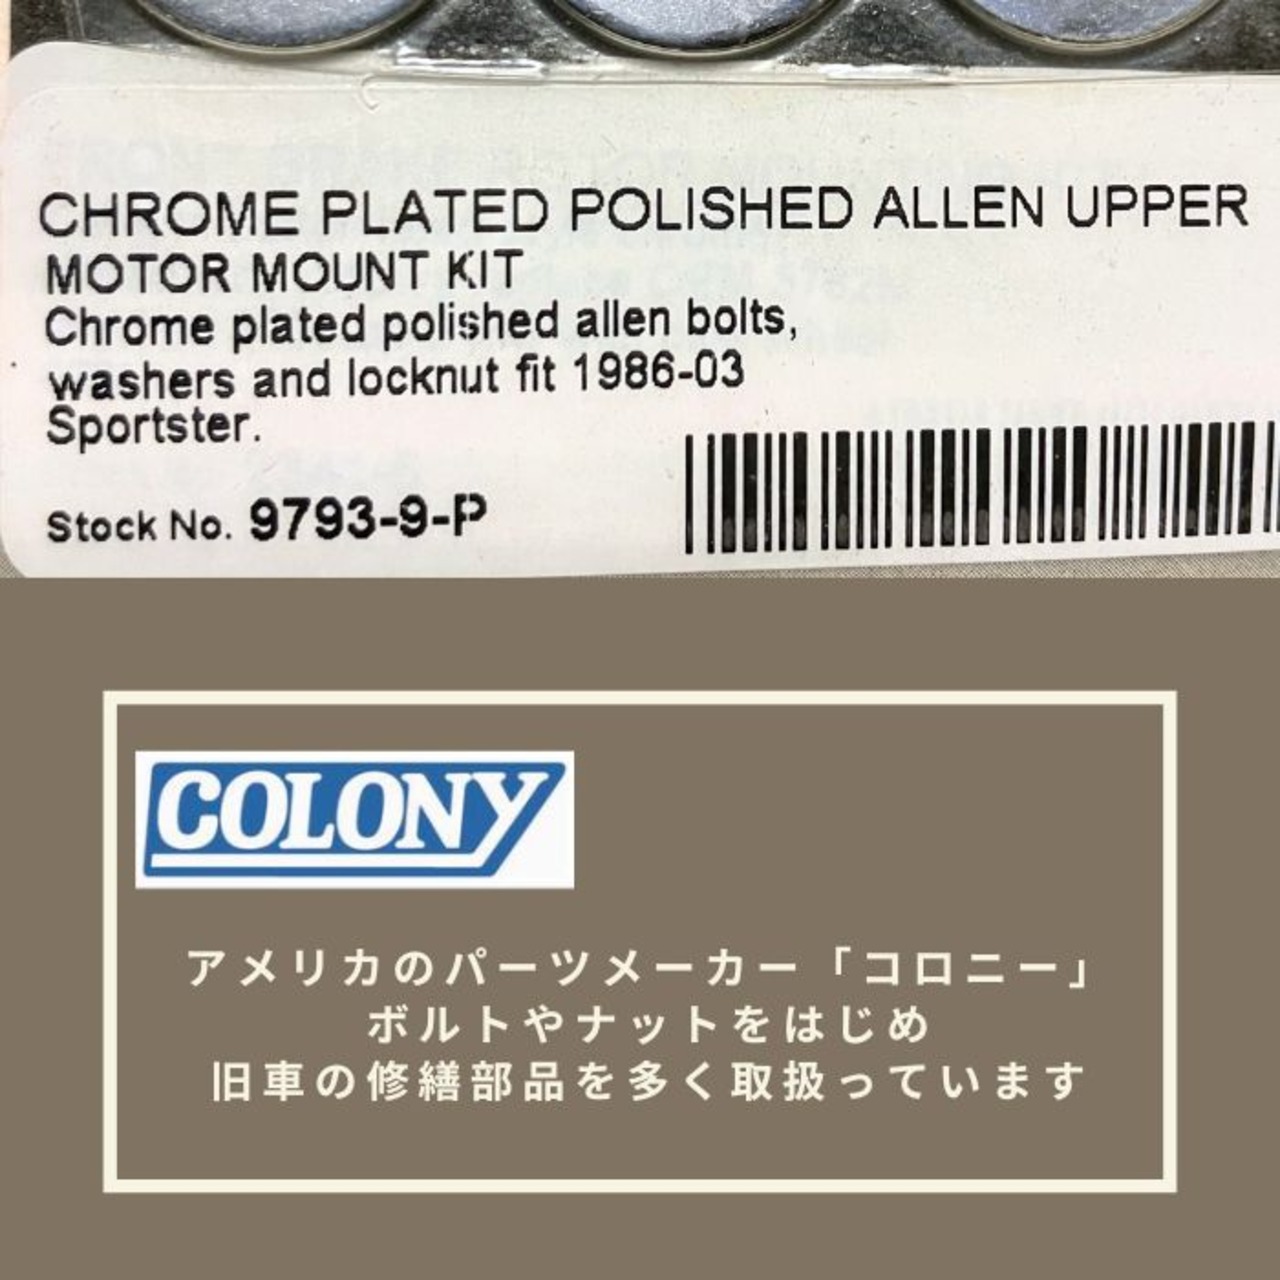 CHROME PLATED POLISHED ALLEN UPPER
MOTOR MOUNT KIT
Chrome plated polished allen bolts,
washers and locknut fit 1986-03
Sportster.
Stock No. 9793-9-P
COLONY
アメリカのパーツメーカー「コロニー」
ボルトやナットをはじめ
旧車の修繕部品を多く取扱っています